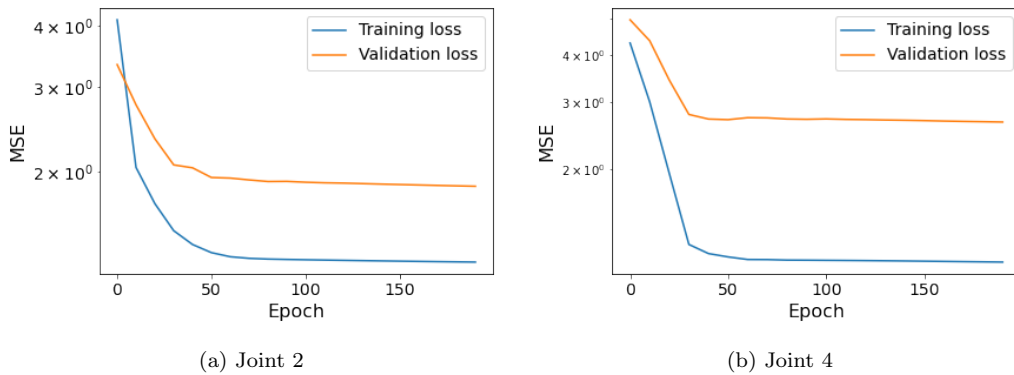 4 × 10⁰
3 × 10⁰
2 × 10⁰
MSE
Training loss
Validation loss
0
50
100
150
Epoch
(a) Joint 2
4 × 10⁰
3 × 10⁰
2 × 10⁰
MSE
Training loss
Validation loss
0
50
100
150
Epoch
(b) Joint 4